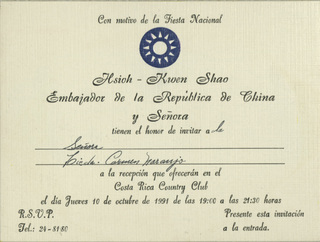 Con motivo de la Fiesta Nacional
Hsioh - Kwen Shao
Embajador de la República de China
y Señora
tienen el honor de invitar a la
Señora
Licda. Carmen Naranjo
a la recepción que ofrecerán en el
Costa Rica Country Club
el día Jueves 10 de octubre de 1991 de las 19:00 a las 21:30 horas
R.S.V.P. Presente esta invitación
Tel.: 24-8180 a la entrada.